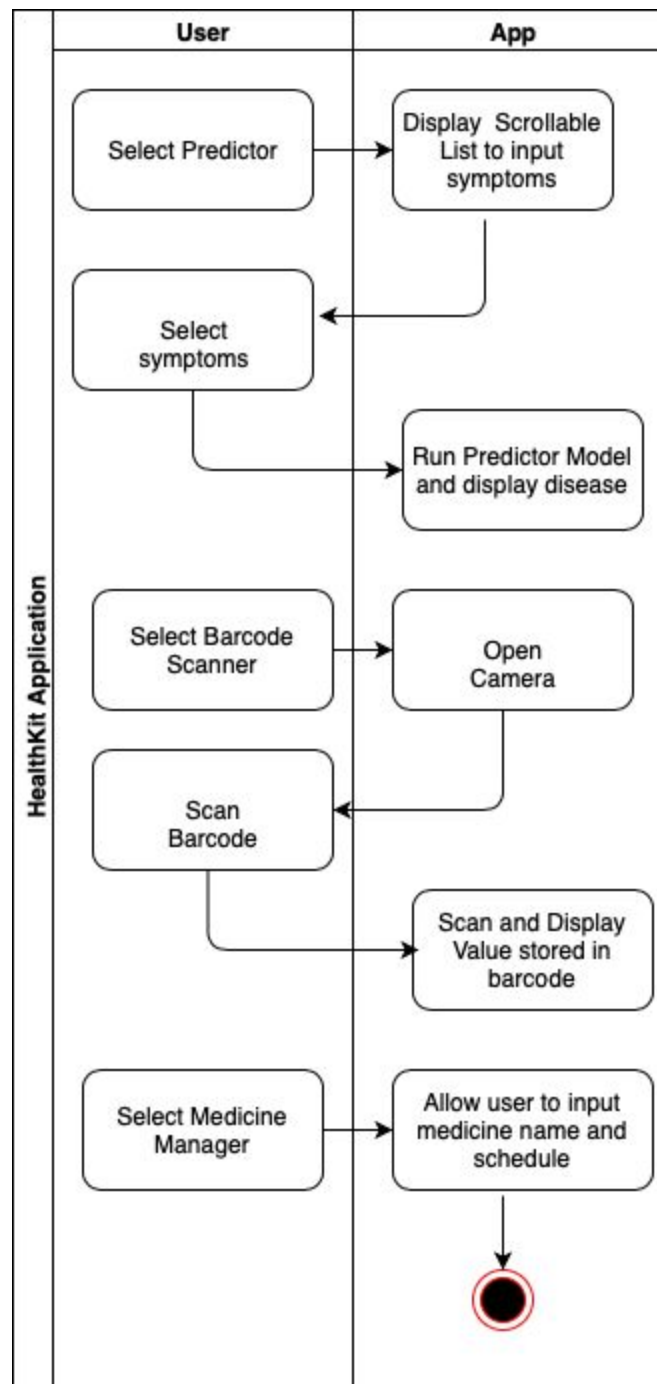 User
App
Select Predictor
Display Scrollable
List to input
symptoms
Select
symptoms
Run Predictor Model
and display disease
HealthKit Application
Select Barcode
Scanner
Open
Camera
Scan
Barcode
Scan and Display
Value stored in
barcode
Select Medicine
Manager
Allow user to input
medicine name and
schedule